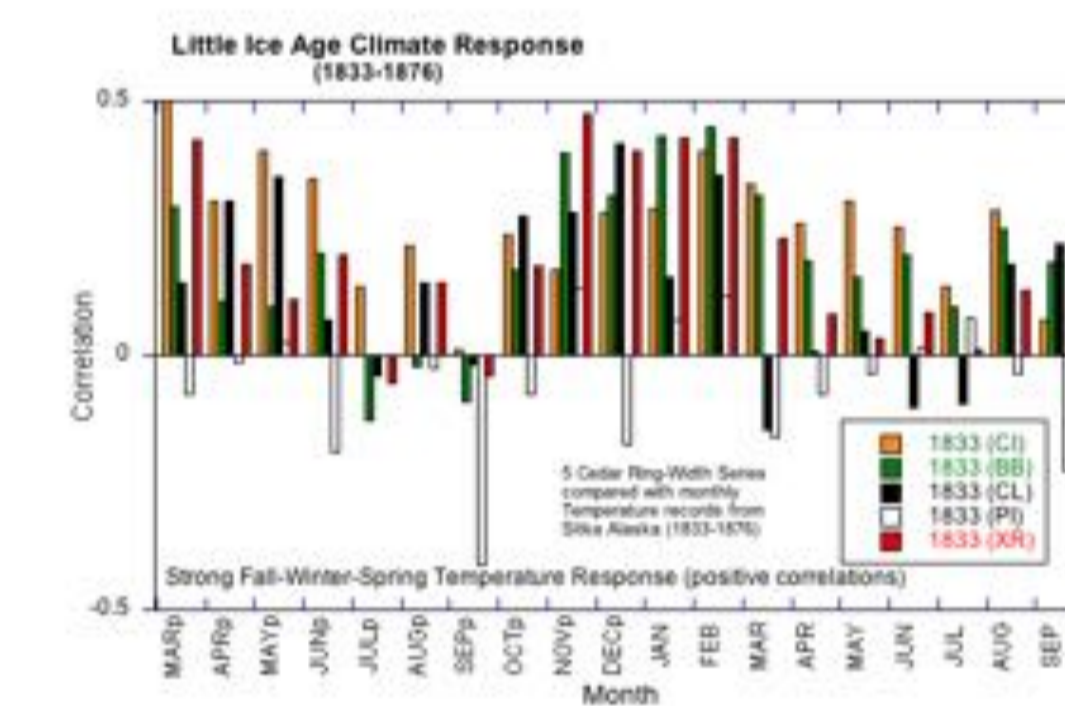 Little Ice Age Climate Response
(1833-1876)
0.5
0
-0.5
Correlation
1833 (CI)
1833 (BB)
1833 (CL)
1833 (PI)
1833 (XR)
5 Cedar Ring-Width Series
compared with monthly
Temperature records from
Sitka Alaska (1833-1876)
Strong Fall-Winter-Spring Temperature Response (positive correlations)
MARp
APRp
MAYp
JUNp
JULp
AUGp
SEPp
OCTp
NOVp
DECp
JAN
FEB
MAR
APR
MAY
JUN
JUL
AUG
SEP
Month